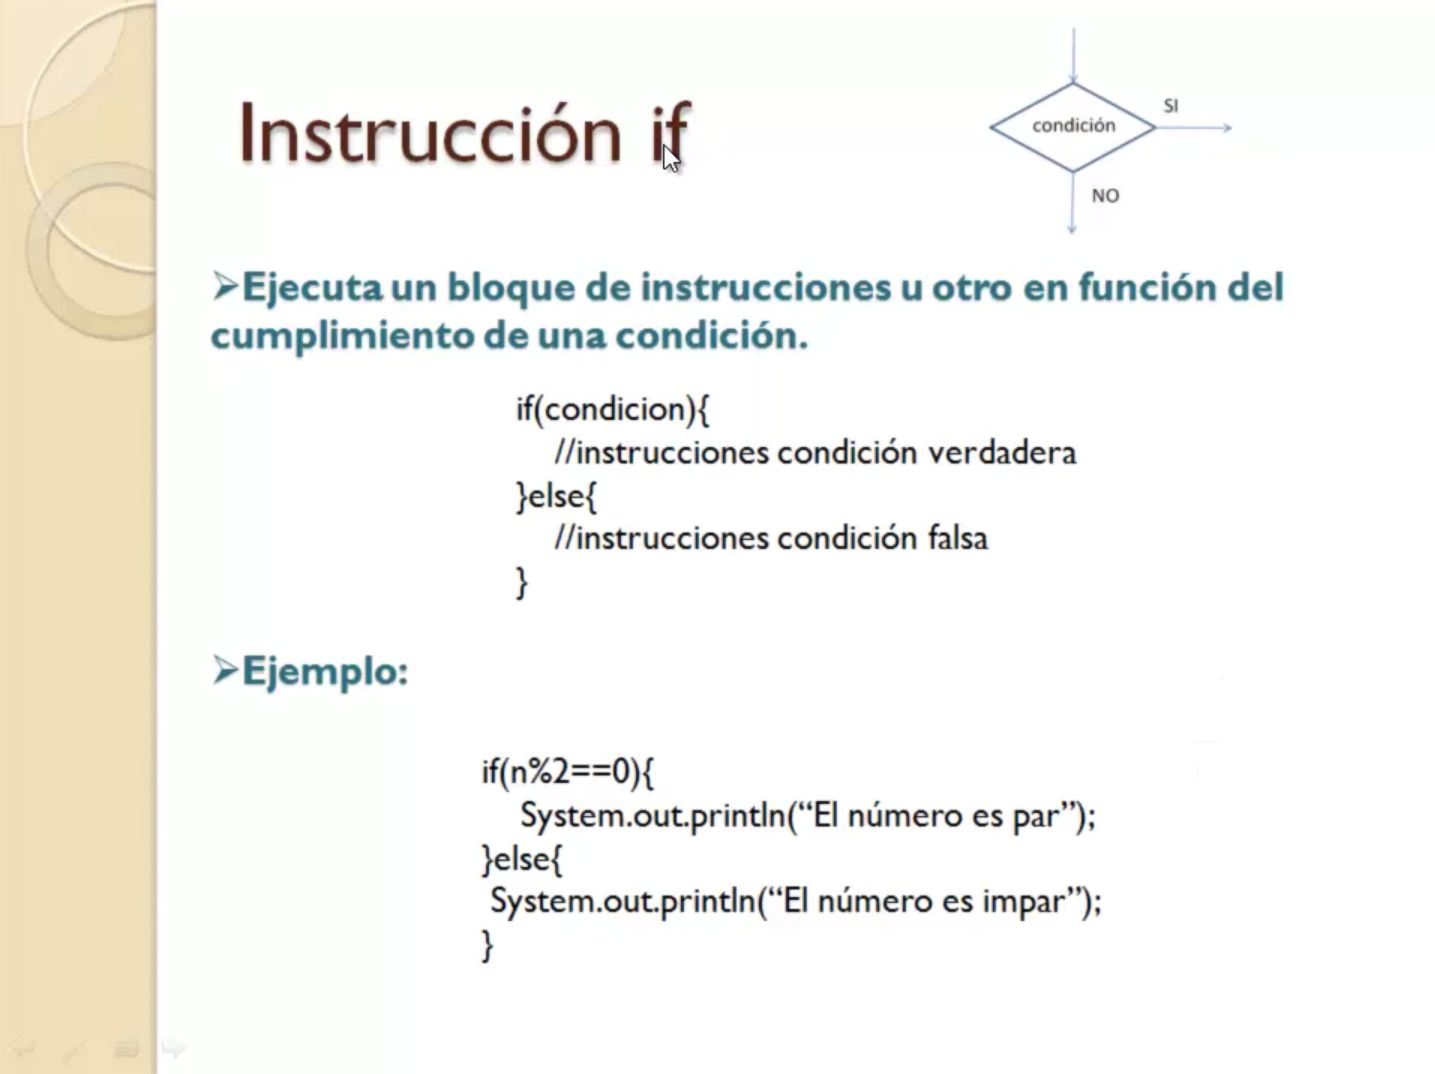 Instrucción if
condición
SI
NO
➢Ejecuta un bloque de instrucciones u otro en función del
cumplimiento de una condición.
if(condicion){
//instrucciones condición verdadera
}else{
//instrucciones condición falsa
}
➢Ejemplo:
if(n%2==0){
System.out.println(“El número es par”);
}else{
System.out.println(“El número es impar”);
}